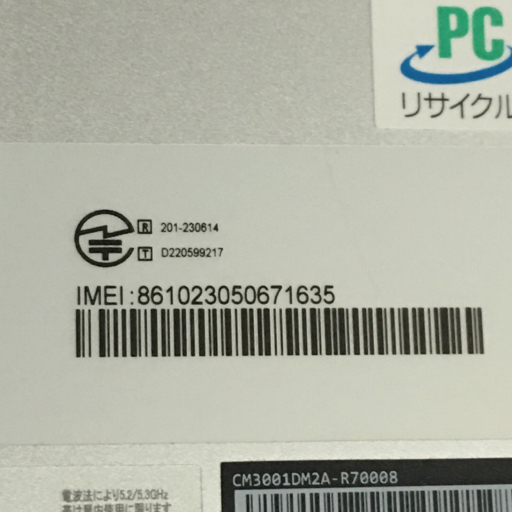 PC
リサイクル
R 201-230614
T D220599217
IMEI:861023050671635
電波法により5.2/5.3GHz
CM3001DM2A-R70008